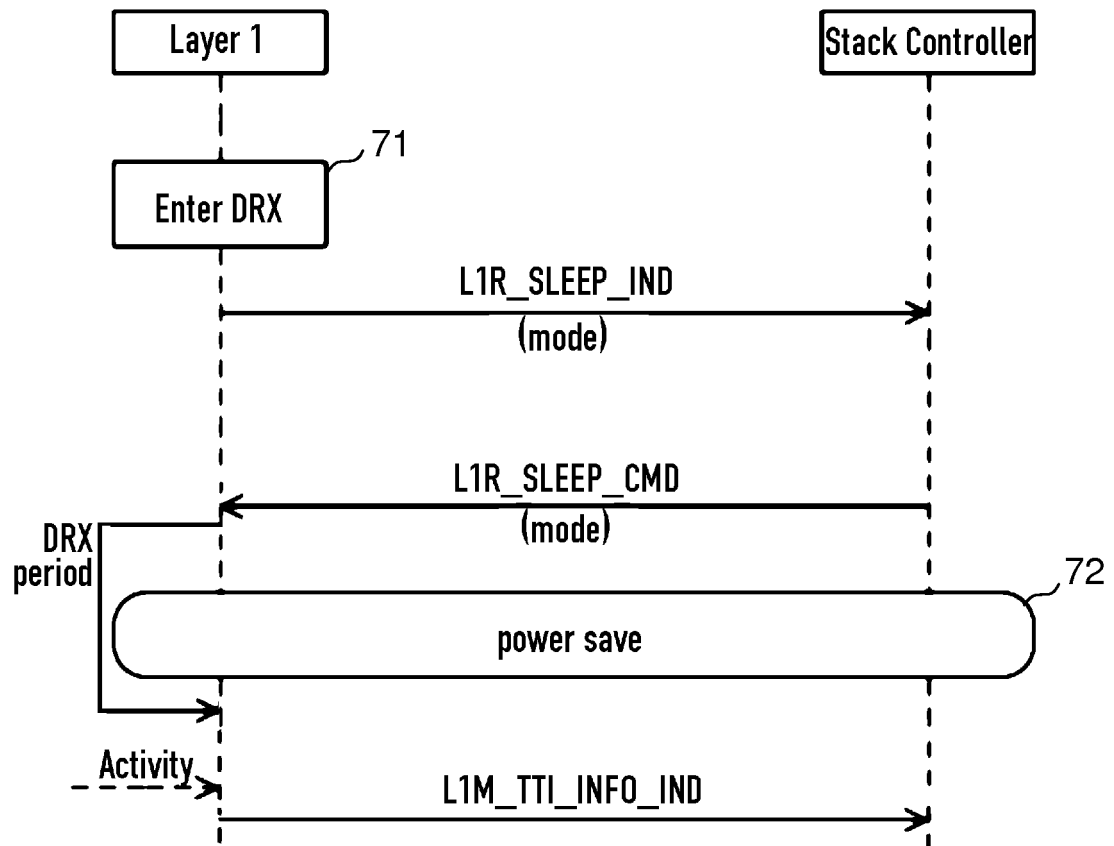 Layer 1
Stack Controller
71
Enter DRX
L1R_SLEEP_IND
(mode)
L1R_SLEEP_CMD
(mode)
DRX
period
72
power save
Activity
L1M_TTI_INFO_IND